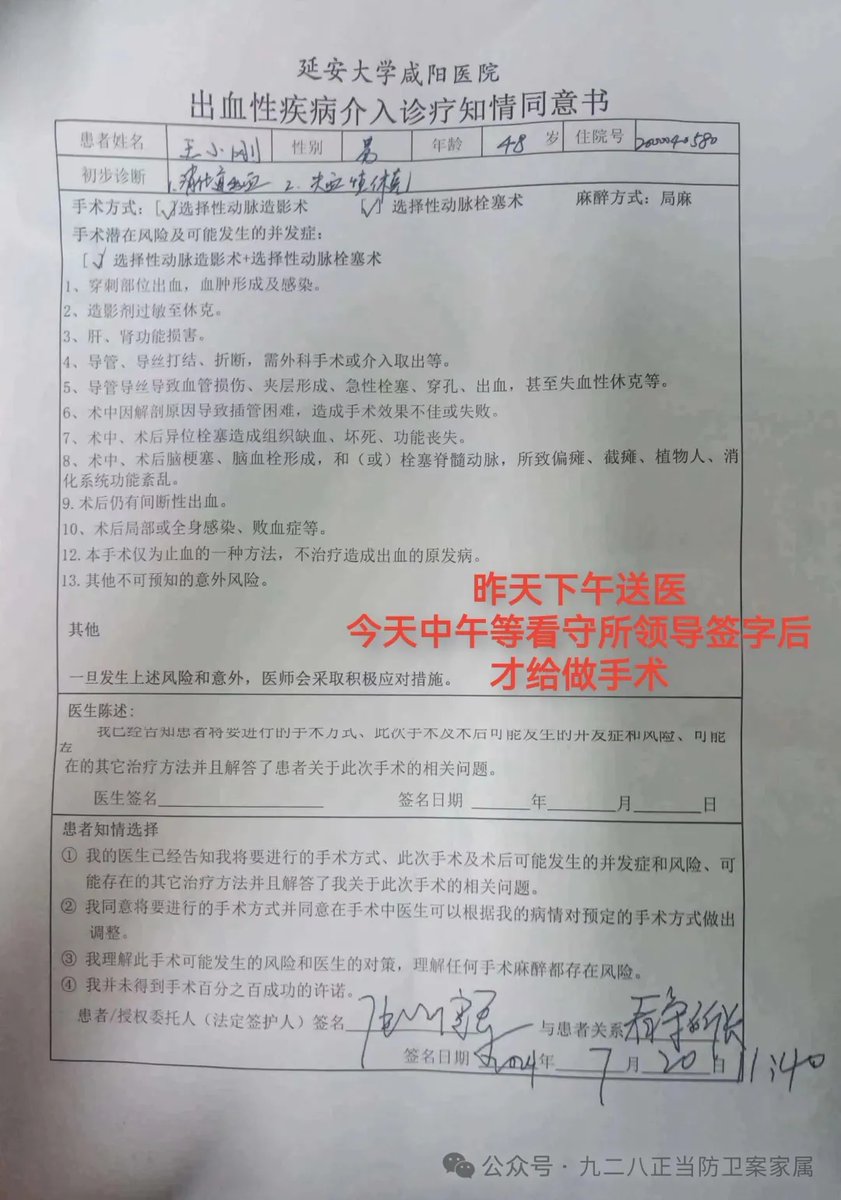 延安大学咸阳医院
出血性疾病介入诊疗知情同意书
患者姓名 王小刚 性别 男 年龄 48 岁 住院号 2000040580
初步诊断 1.消化道出血 2.失血性休克
手术方式：[✓]选择性动脉造影术 [✓] 选择性动脉栓塞术 麻醉方式：局麻
手术潜在风险及可能发生的并发症：
[✓] 选择性动脉造影术+选择性动脉栓塞术
1、穿刺部位出血，血肿形成及感染。
2、造影剂过敏至休克。
3、肝、肾功能损害。
4、导管、导丝打结、折断，需外科手术或介入取出等。
5、导管导丝导致血管损伤、夹层形成、急性栓塞、穿孔、出血，甚至失血性休克等。
6、术中因解剖原因导致插管困难，造成手术效果不佳或失败。
7、术中、术后异位栓塞造成组织缺血、坏死、功能丧失。
8、术中、术后脑梗塞、脑血栓形成，和（或）栓塞脊髓动脉，所致偏瘫、截瘫、植物人、消
化系统功能紊乱。
9.术后仍有间断性出血。
10、术后局部或全身感染、败血症等。
12.本手术仅为止血的一种方法，不治疗造成出血的原发病。
13.其他不可预知的意外风险。
昨天下午送医
今天中午等看守所领导签字后
才给做手术
其他
一旦发生上述风险和意外，医师会采取积极应对措施。
医生陈述：
我已经告知患者将要进行的手术方式、此次手术及术后可能发生的并发症和风险、可能
存
在的其它治疗方法并且解答了患者关于此次手术的相关问题。
医生签名 签名日期 年 月 日
患者知情选择
① 我的医生已经告知我将要进行的手术方式、此次手术及术后可能发生的并发症和风险、可
能存在的其它治疗方法并且解答了我关于此次手术的相关问题。
② 我同意将要进行的手术方式并同意在手术中医生可以根据我的病情对预定的手术方式做出
调整。
③ 我理解此手术可能发生的风险和医生的对策，理解任何手术麻醉都存在风险。
④ 我并未得到手术百分之百成功的许诺。
患者/授权委托人（法定签护人）签名 与患者关系 看守所所长
签名日期 2024 年 7 月 20 日 11:40
公众号·九二八正当防卫案家属